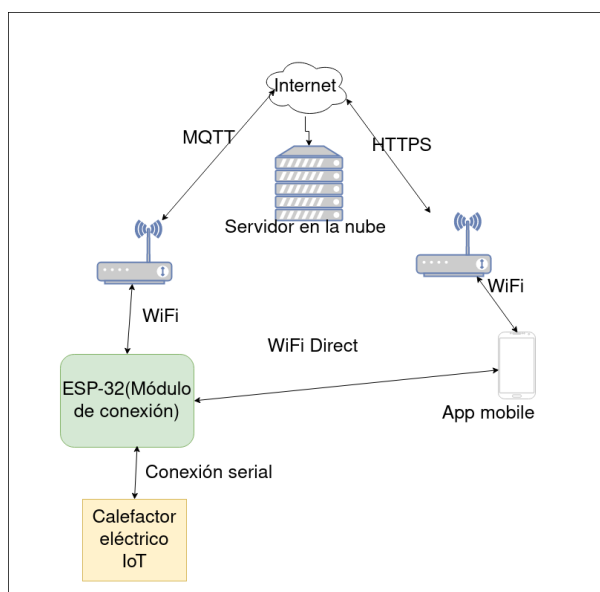 Internet
MQTT
HTTPS
Servidor en la nube
WiFi
WiFi
WiFi Direct
ESP-32(Módulo
de conexión)
App mobile
Conexión serial
Calefactor
eléctrico
IoT